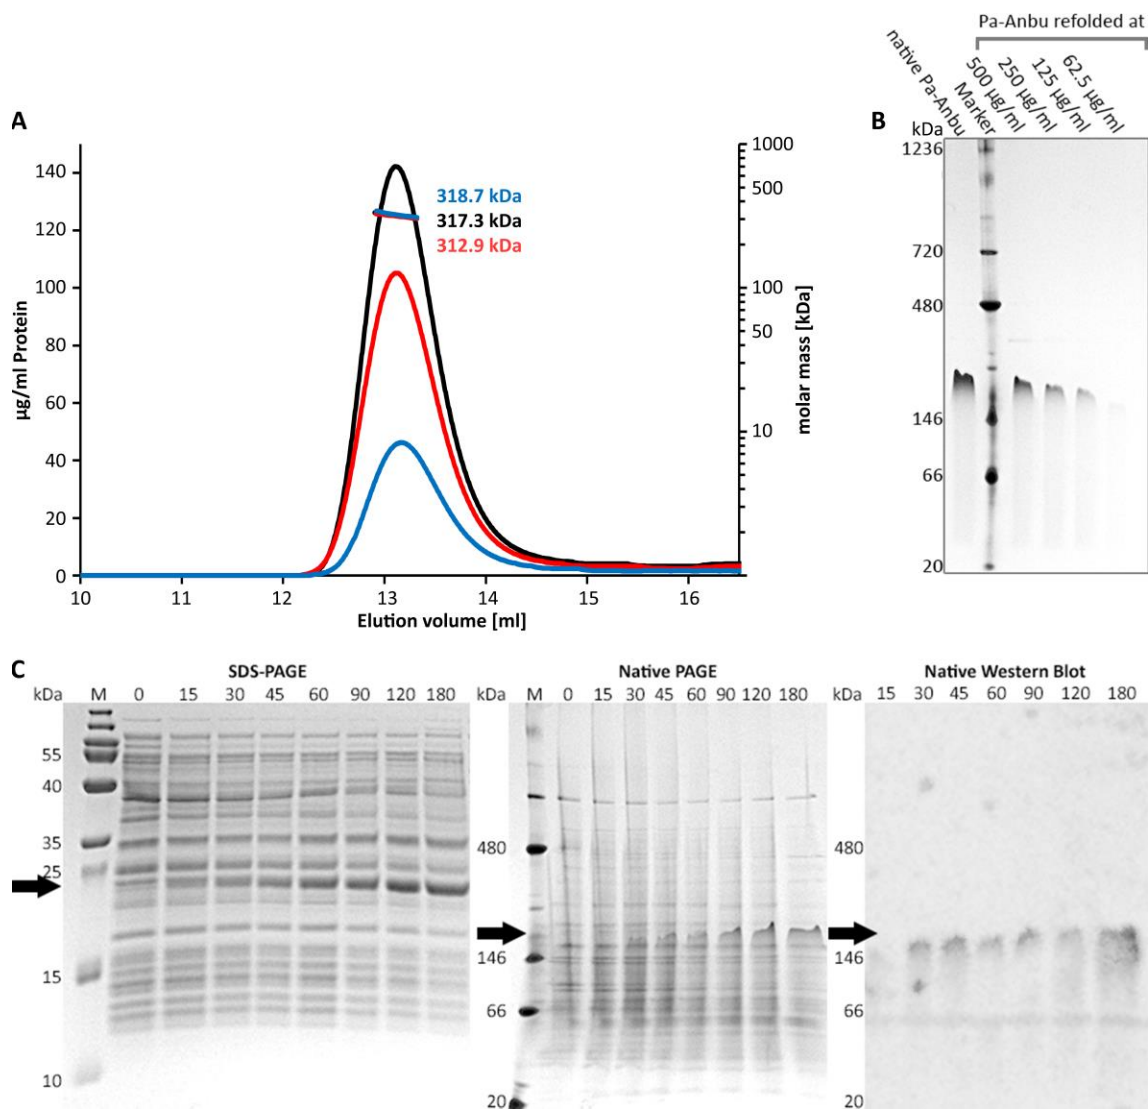 A
µg/ml Protein
140
120
100
80
60
40
20
0
10
11
12
13
14
15
16
Elution volume [ml]
1000
500
100
50
10
molar mass [kDa]
318.7 kDa
317.3 kDa
312.9 kDa
B
Pa-Anbu refolded at
native Pa-Anbu
Marker
500 µg/ml
250 µg/ml
125 µg/ml
62.5 µg/ml
kDa
1236
720
480
146
66
20
C
SDS-PAGE
kDa M 0 15 30 45 60 90 120 180
55
40
35
25
15
10
Native PAGE
kDa M 0 15 30 45 60 90 120 180
480
146
66
20
Native Western Blot
kDa 15 30 45 60 90 120 180
480
146
66
20